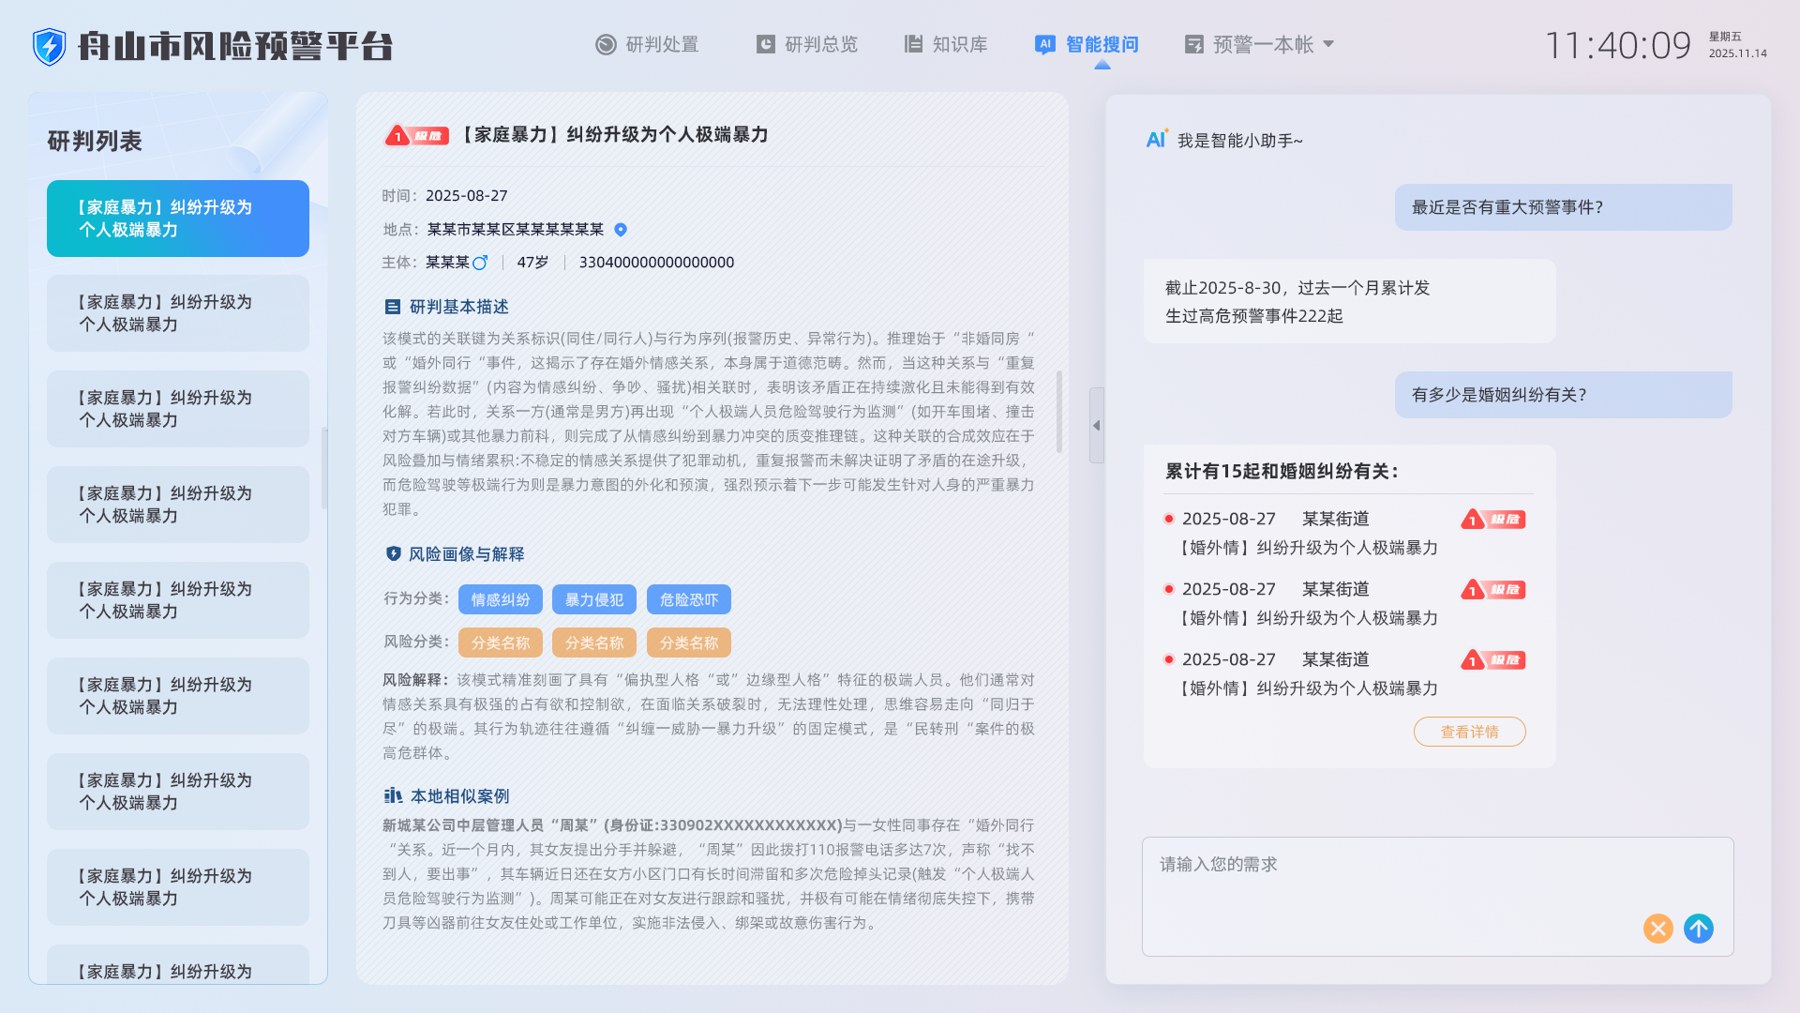 舟山市风险预警平台
研判处置
研判总览
知识库
智能搜问
预警一本帐
11:40:09
星期五
2025.11.14
研判列表
【家庭暴力】纠纷升级为
个人极端暴力
【家庭暴力】纠纷升级为
个人极端暴力
【家庭暴力】纠纷升级为
个人极端暴力
【家庭暴力】纠纷升级为
个人极端暴力
【家庭暴力】纠纷升级为
个人极端暴力
【家庭暴力】纠纷升级为
个人极端暴力
【家庭暴力】纠纷升级为
个人极端暴力
【家庭暴力】纠纷升级为
个人极端暴力
【家庭暴力】纠纷升级为
1 极危 【家庭暴力】纠纷升级为个人极端暴力
时间：2025-08-27
地点：某某市某某区某某某某某某
主体：某某某 | 47岁 | 330400000000000000
研判基本描述
该模式的关联键为关系标识(同住/同行人)与行为序列(报警历史、异常行为)。推理始于“非婚同房“
或“婚外同行“事件，这揭示了存在婚外情感关系，本身属于道德范畴。然而，当这种关系与“重复
报警纠纷数据”(内容为情感纠纷、争吵、骚扰)相关联时，表明该矛盾正在持续激化且未能得到有效
化解。若此时，关系一方(通常是男方)再出现“个人极端人员危险驾驶行为监测”(如开车围堵、撞击
对方车辆)或其他暴力前科，则完成了从情感纠纷到暴力冲突的质变推理链。这种关联的合成效应在于
风险叠加与情绪累积:不稳定的情感关系提供了犯罪动机，重复报警而未解决证明了矛盾的在途升级，
而危险驾驶等极端行为则是暴力意图的外化和预演，强烈预示着下一步可能发生针对人身的严重暴力
犯罪。
风险画像与解释
行为分类：情感纠纷 暴力侵犯 危险恐吓
风险分类：分类名称 分类名称 分类名称
风险解释：该模式精准刻画了具有“偏执型人格“或”边缘型人格”特征的极端人员。他们通常对
情感关系具有极强的占有欲和控制欲，在面临关系破裂时，无法理性处理，思维容易走向“同归于
尽”的极端。其行为轨迹往往遵循“纠缠一威胁一暴力升级”的固定模式，是“民转刑“案件的极
高危群体。
本地相似案例
新城某公司中层管理人员“周某”(身份证:330902XXXXXXXXXXXX)与一女性同事存在“婚外同行
“关系。近一个月内，其女友提出分手并躲避，“周某”因此拨打110报警电话多达7次，声称“找不
到人，要出事”，其车辆近日还在女方小区门口有长时间滞留和多次危险掉头记录(触发“个人极端人
员危险驾驶行为监测”)。周某可能正在对女友进行跟踪和骚扰，并极有可能在情绪彻底失控下，携带
刀具等凶器前往女友住处或工作单位，实施非法侵入、绑架或故意伤害行为。
AI 我是智能小助手~
最近是否有重大预警事件？
截止2025-8-30，过去一个月累计发
生过高危预警事件222起
有多少是婚姻纠纷有关？
累计有15起和婚姻纠纷有关：
2025-08-27 某某街道 1 极危
【婚外情】纠纷升级为个人极端暴力
2025-08-27 某某街道 1 极危
【婚外情】纠纷升级为个人极端暴力
2025-08-27 某某街道 1 极危
【婚外情】纠纷升级为个人极端暴力
查看详情
请输入您的需求